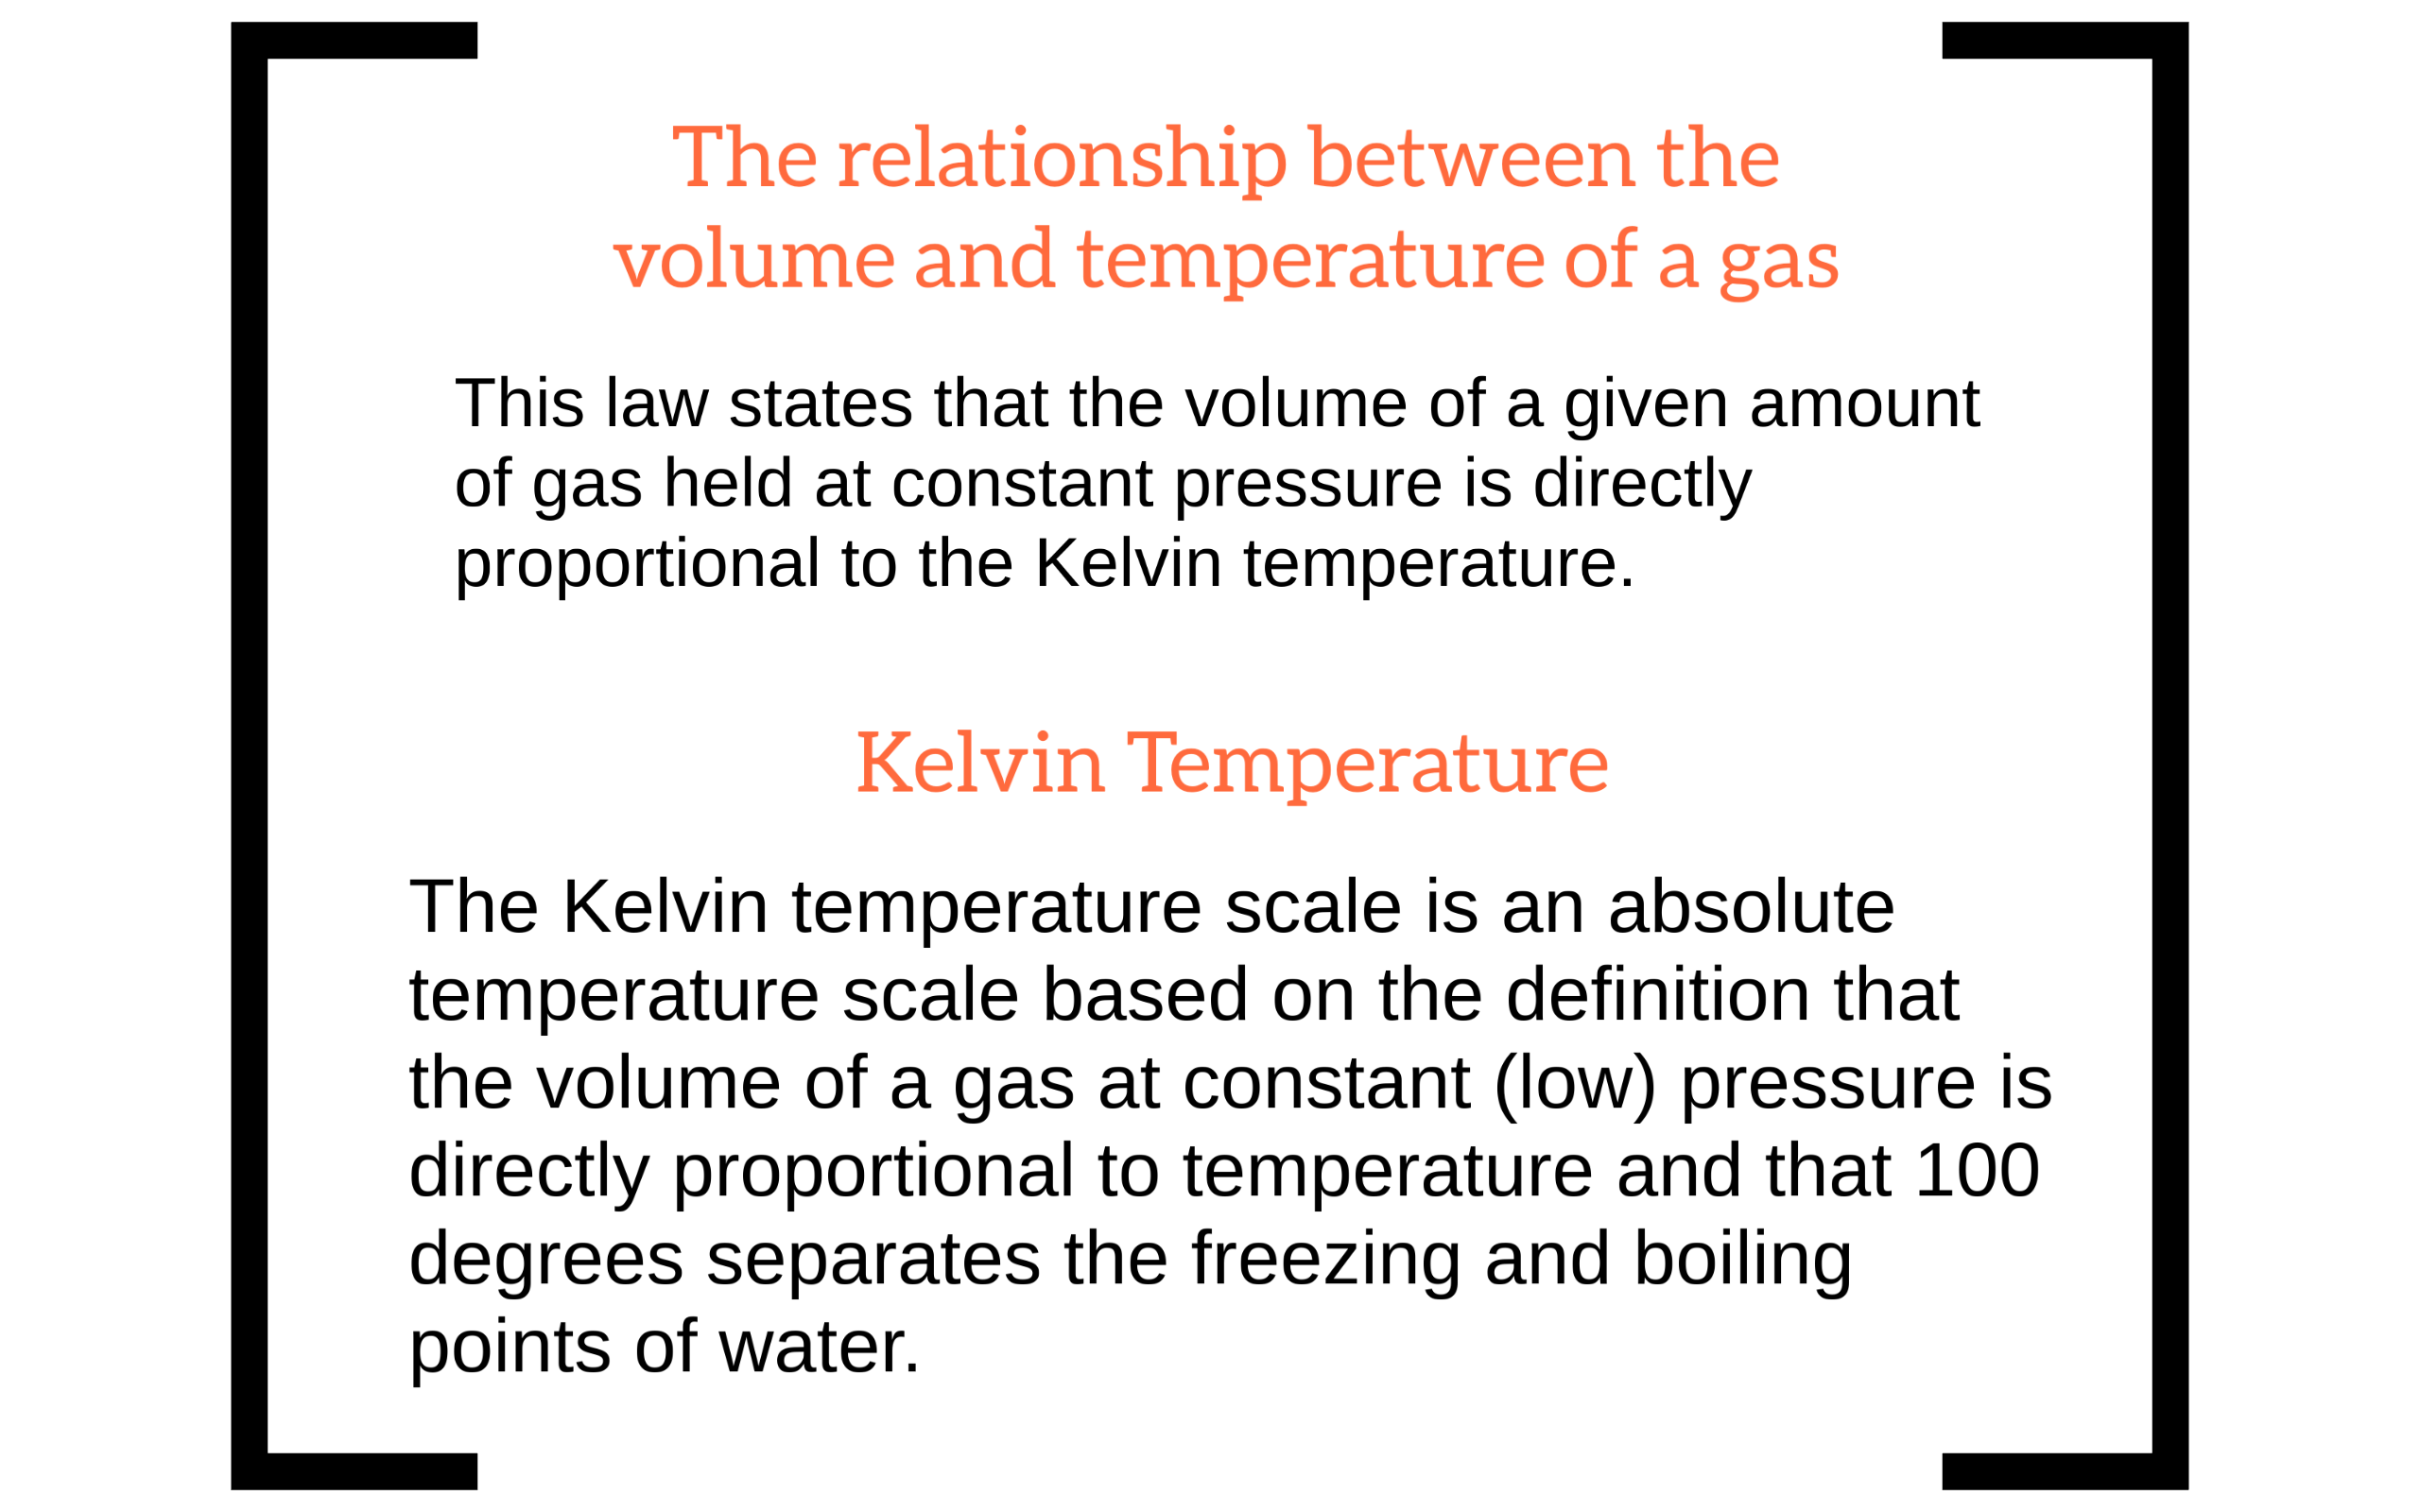 The relationship between the
volume and temperature of a gas
This law states that the volume of a given amount
of gas held at constant pressure is directly
proportional to the Kelvin temperature.
Kelvin Temperature
The Kelvin temperature scale is an absolute
temperature scale based on the definition that
the volume of a gas at constant (low) pressure is
directly proportional to temperature and that 100
degrees separates the freezing and boiling
points of water.